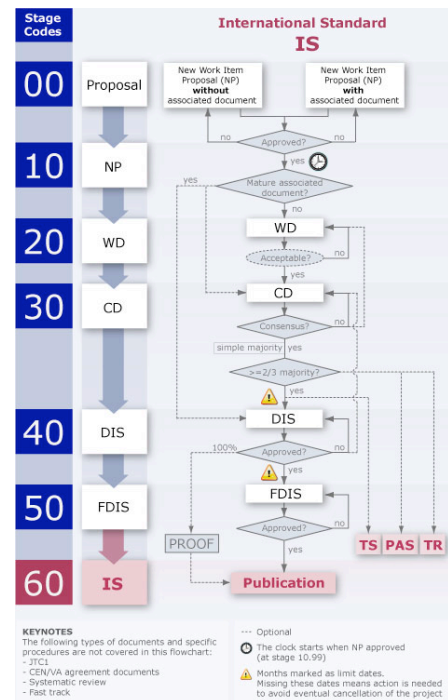 Stage
Codes
International Standard
IS
00
Proposal
New Work Item
Proposal (NP)
without
associated document
New Work Item
Proposal (NP)
with
associated document
no
Approved?
no
yes
10
NP
yes
Mature associated
document?
no
20
WD
WD
no
Acceptable?
yes
30
CD
CD
Consensus?
no
simple majority
yes
>=2/3 majority?
yes
40
DIS
DIS
100%
Approved?
no
yes
50
FDIS
FDIS
Approved?
no
PROOF
TS
PAS
TR
yes
60
IS
Publication
KEYNOTES
The following types of documents and specific
procedures are not covered in this flowchart:
- JTC1
- CEN/VA agreement documents
- Systematic review
- Fast track
--- Optional
The clock starts when NP approved
(at stage 10.99)
Months marked as limit dates.
Missing these dates means action is needed
to avoid eventual cancellation of the project